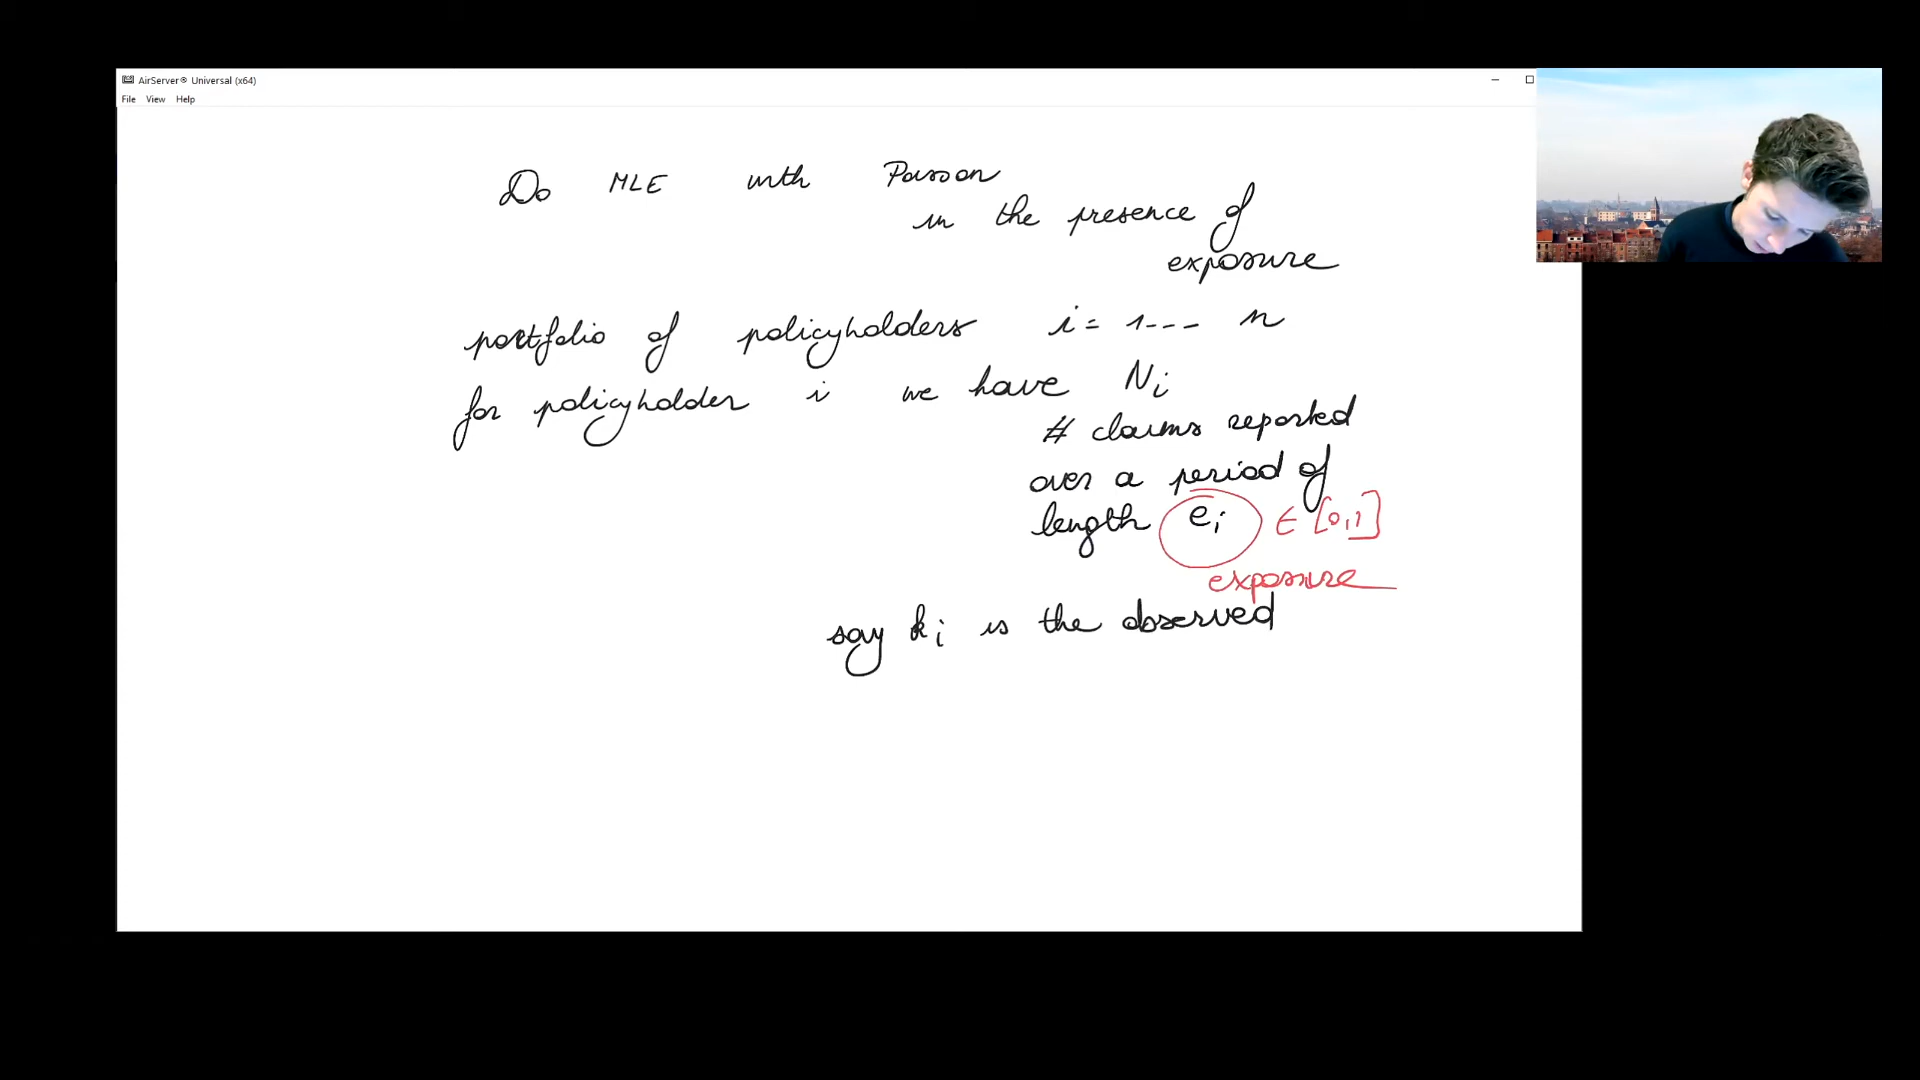 AirServer® Universal (x64)
File View Help
Do MLE with Poisson
in the presence of
exposure
portfolio of policyholders i = 1--- n
for policyholder i we have Ni
# claims reported
over a period of
length ei ∈ [0,1]
exposure
say ki is the observed